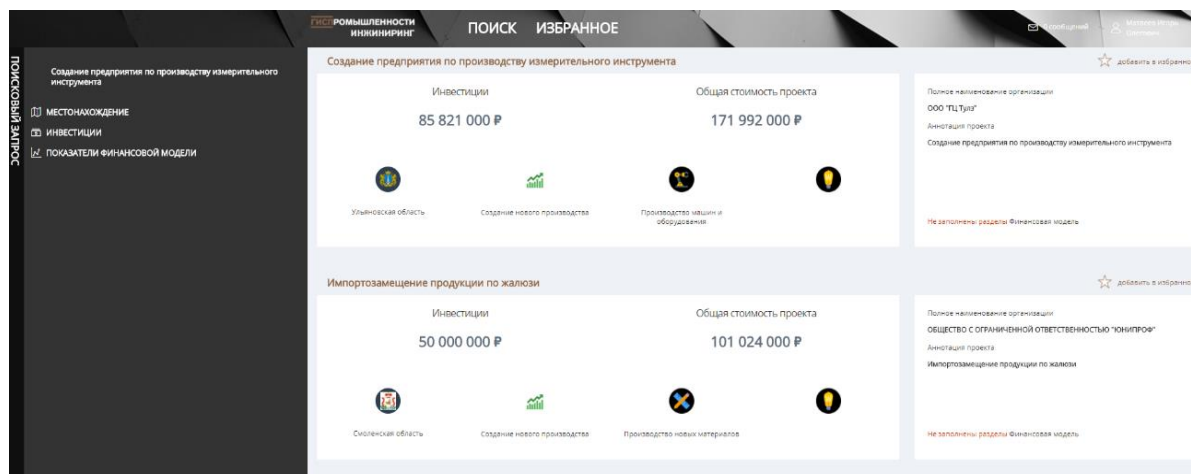 ГИСПРОМЫШЛЕННОСТИ
ИНЖИНИРИНГ
ПОИСК ИЗБРАННОЕ
сообщений
ПОИСКОВЫЙ ЗАПРОС
Создание предприятия по производству измерительного
инструмента
МЕСТОНАХОЖДЕНИЕ
ИНВЕСТИЦИИ
ПОКАЗАТЕЛИ ФИНАНСОВОЙ МОДЕЛИ
Создание предприятия по производству измерительного инструмента
добавить в избранно
Инвестиции
Общая стоимость проекта
85 821 000 ₽
171 992 000 ₽
Ульяновская область
Создание нового производства
Производство машин и
оборудования
Полное наименование организации
ООО "ГЦ Тулз"
Аннотация проекта
Создание предприятия по производству измерительного инструмента
Не заполнены разделы Финансовая модель
Импортозамещение продукции по жалюзи
добавить в избранно
Инвестиции
Общая стоимость проекта
50 000 000 ₽
101 024 000 ₽
Смоленская область
Создание нового производства
Производство новых материалов
Полное наименование организации
ОБЩЕСТВО С ОГРАНИЧЕННОЙ ОТВЕТСТВЕННОСТЬЮ "ЮНИПРОФ"
Аннотация проекта
Импортозамещение продукции по жалюзи
Не заполнены разделы Финансовая модель